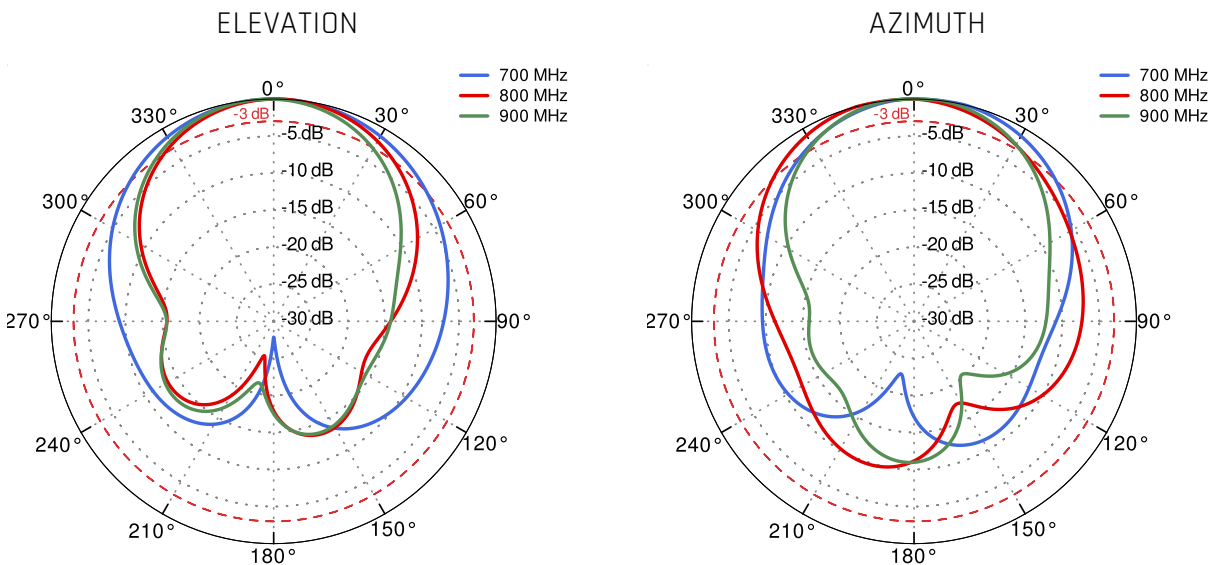 ELEVATION
700 MHz
800 MHz
900 MHz
0°
330°
30°
-3 dB
-5 dB
-10 dB
300°
60°
-15 dB
-20 dB
-25 dB
270°
-30 dB
90°
240°
120°
210°
150°
180°
AZIMUTH
700 MHz
800 MHz
900 MHz
0°
330°
30°
-3 dB
-5 dB
-10 dB
300°
60°
-15 dB
-20 dB
-25 dB
270°
-30 dB
90°
240°
120°
210°
150°
180°